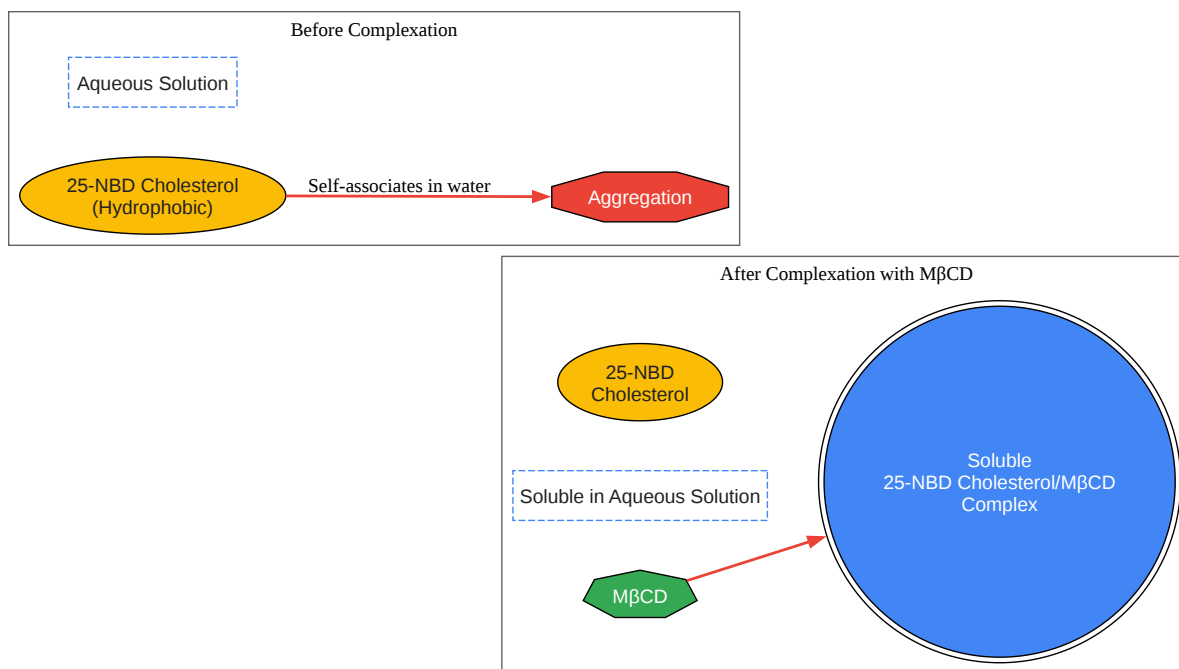 Before Complexation
Aqueous Solution
25-NBD Cholesterol
(Hydrophobic)
Self-associates in water
Aggregation
After Complexation with MβCD
25-NBD
Cholesterol
Soluble
25-NBD Cholesterol/MβCD
Complex
Soluble in Aqueous Solution
MβCD